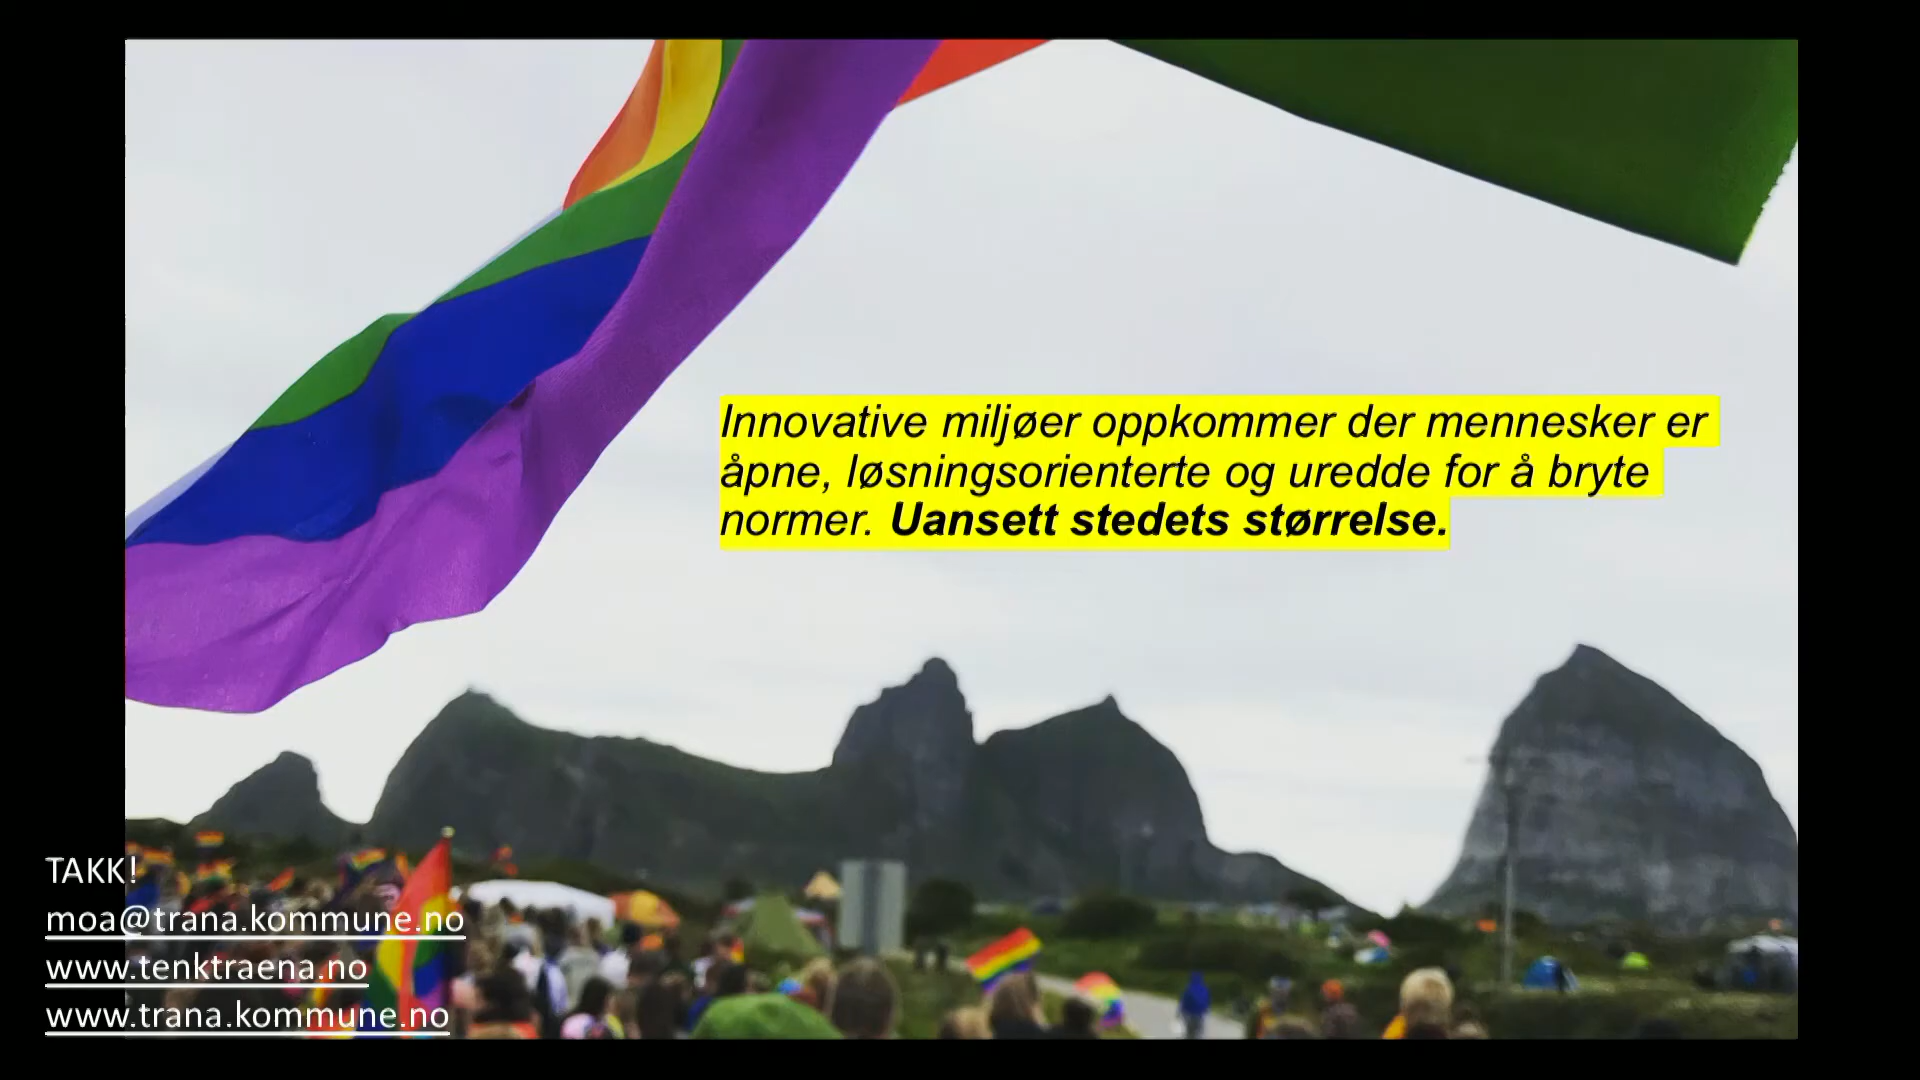 Innovative miljøer oppkommer der mennesker er
åpne, løsningsorienterte og uredde for å bryte
normer. Uansett stedets størrelse.
TAKK!
moa@trana.kommune.no
www.tenktraena.no
www.trana.kommune.no